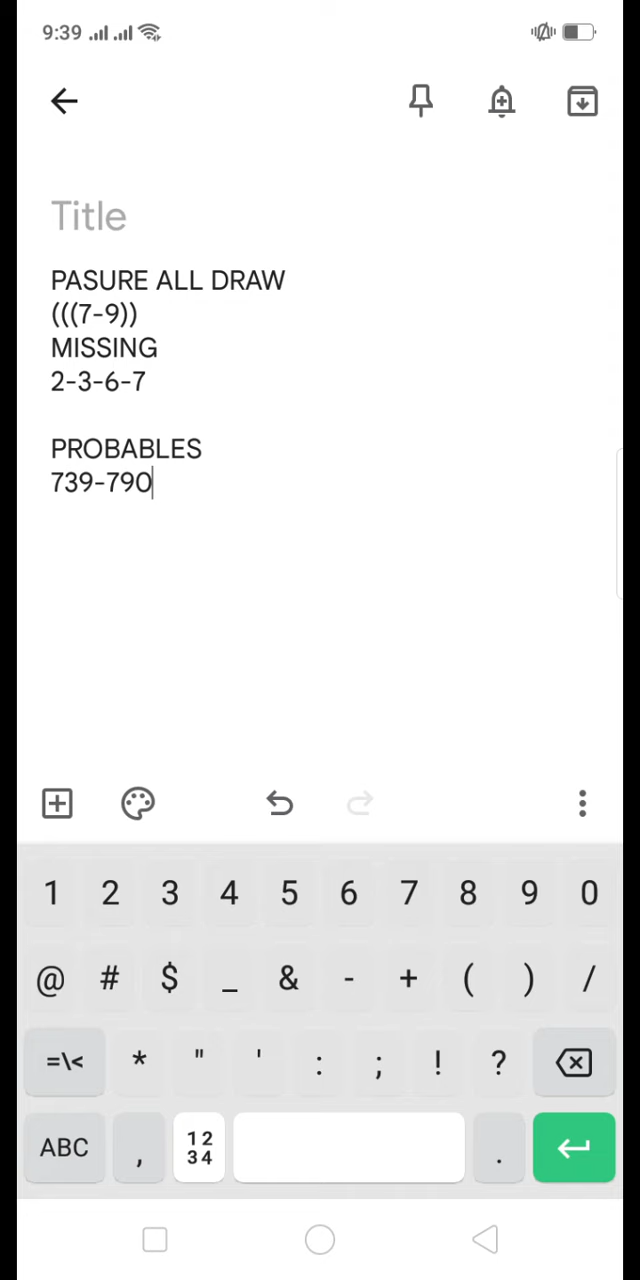 9:39
Title
PASURE ALL DRAW
(((7-9))
MISSING
2-3-6-7
PROBABLES
739-790
1 2 3 4 5 6 7 8 9 0
@ # $ _ & - + ( ) /
=\< * " ' : ; ! ?
ABC , 12 .
34